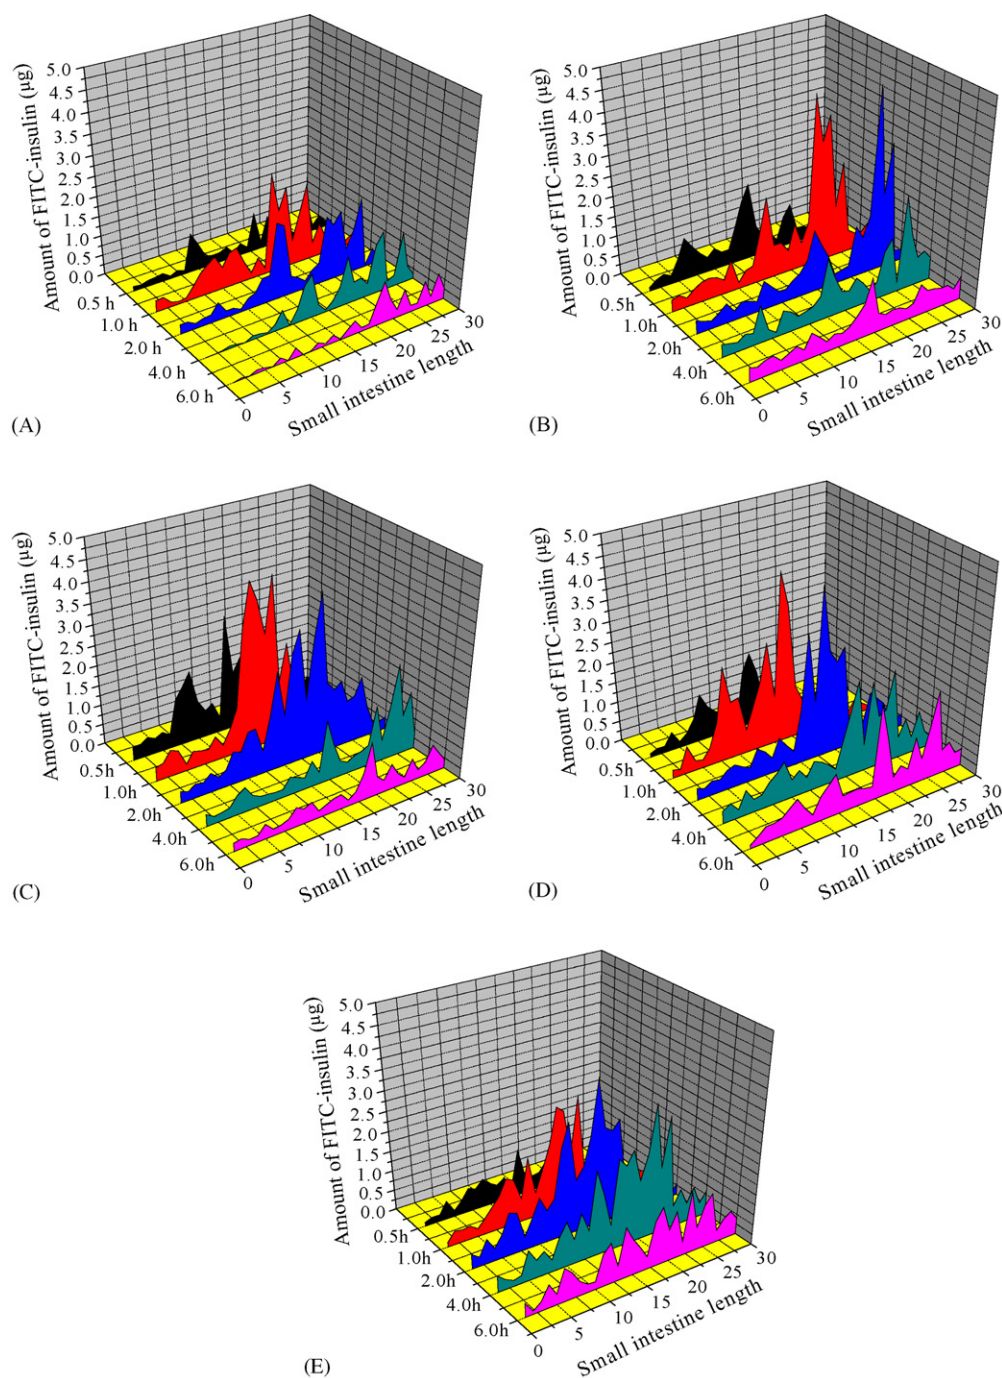 Amount of FITC-insulin (μg)
5.0
4.5
4.0
3.5
3.0
2.5
2.0
1.5
1.0
0.5
0.0
0.5 h
1.0 h
2.0 h
4.0 h
6.0 h
0
5
10
15
20
25
30
Small intestine length
(A)
Amount of FITC-insulin (μg)
5.0
4.5
4.0
3.5
3.0
2.5
2.0
1.5
1.0
0.5
0.0
0.5h
1.0h
2.0h
4.0h
6.0h
0
5
10
15
20
25
30
Small intestine length
(B)
Amount of FITC-insulin (μg)
5.0
4.5
4.0
3.5
3.0
2.5
2.0
1.5
1.0
0.5
0.0
0.5h
1.0h
2.0h
4.0h
6.0h
0
5
10
15
20
25
30
Small intestine length
(C)
Amount of FITC-insulin (μg)
5.0
4.5
4.0
3.5
3.0
2.5
2.0
1.5
1.0
0.5
0.0
0.5h
1.0h
2.0h
4.0h
6.0h
0
5
10
15
20
25
30
Small intestine length
(D)
Amount of FITC-insulin (μg)
5.0
4.5
4.0
3.5
3.0
2.5
2.0
1.5
1.0
0.5
0.0
0.5h
1.0h
2.0h
4.0h
6.0h
0
5
10
15
20
25
30
Small intestine length
(E)